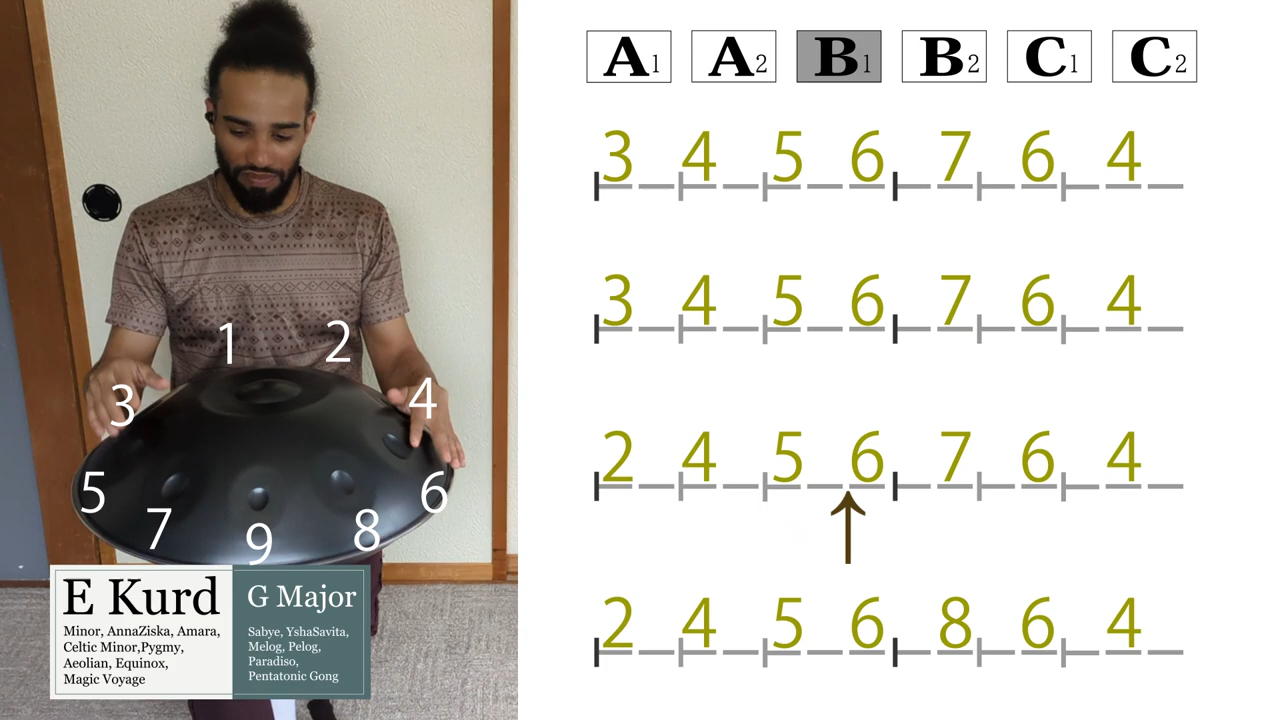 A1 A2 B1 B2 C1 C2
3 4 5 6 7 6 4
3 4 5 6 7 6 4
2 4 5 6 7 6 4
2 4 5 6 8 6 4
1 2
3 4
5 6
7 8
9
E Kurd
Minor, AnnaZiska, Amara,
Celtic Minor,Pygmy,
Aeolian, Equinox,
Magic Voyage
G Major
Sabye, YshaSavita,
Melog, Pelog,
Paradiso,
Pentatonic Gong